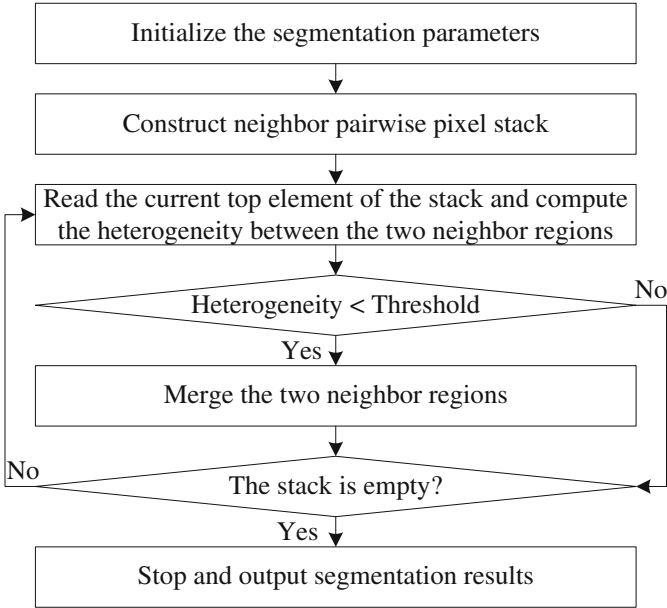 Initialize the segmentation parameters
Construct neighbor pairwise pixel stack
Read the current top element of the stack and compute
the heterogeneity between the two neighbor regions
Heterogeneity < Threshold
No
Yes
Merge the two neighbor regions
No
The stack is empty?
Yes
Stop and output segmentation results